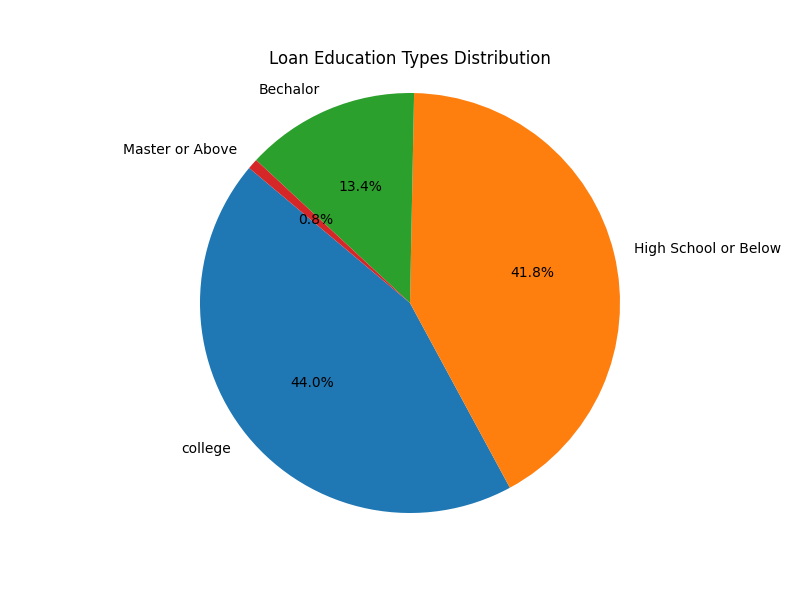 Loan Education Types Distribution
Bechalor
Master or Above
13.4%
0.8%
High School or Below
41.8%
44.0%
college